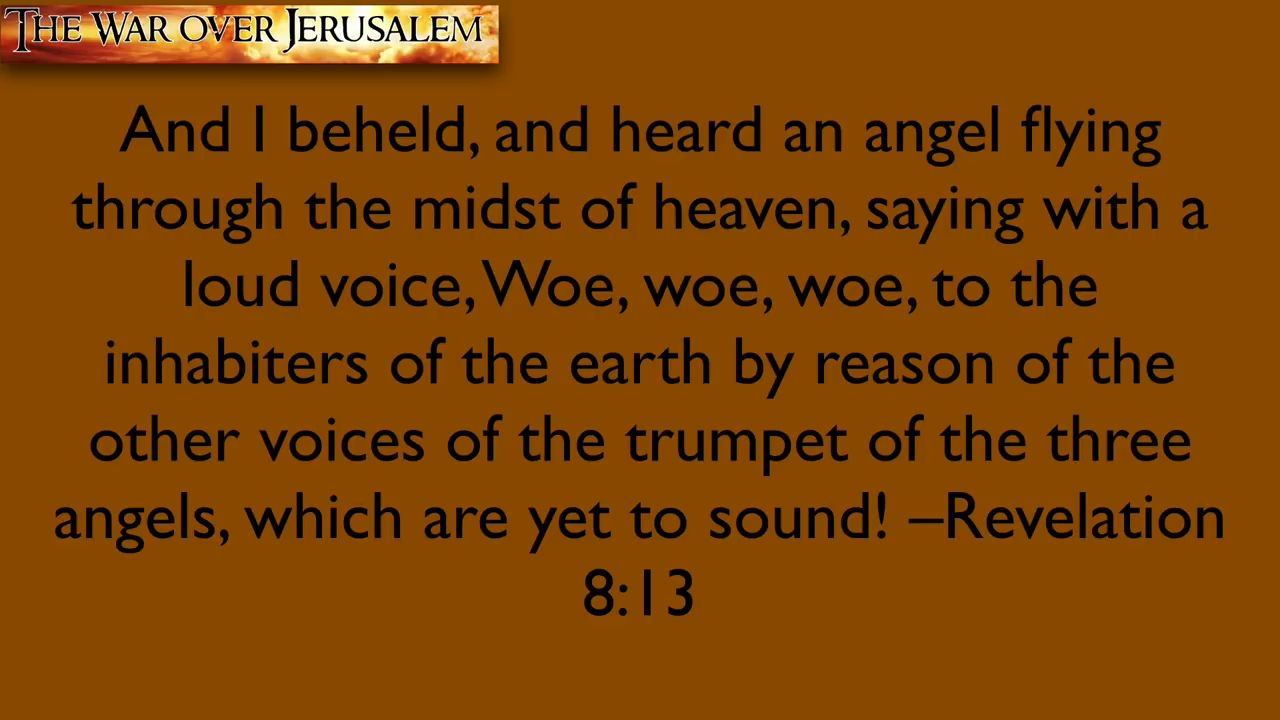 THE WAR OVER JERUSALEM
And I beheld, and heard an angel flying
through the midst of heaven, saying with a
loud voice, Woe, woe, woe, to the
inhabiters of the earth by reason of the
other voices of the trumpet of the three
angels, which are yet to sound! –Revelation
8:13